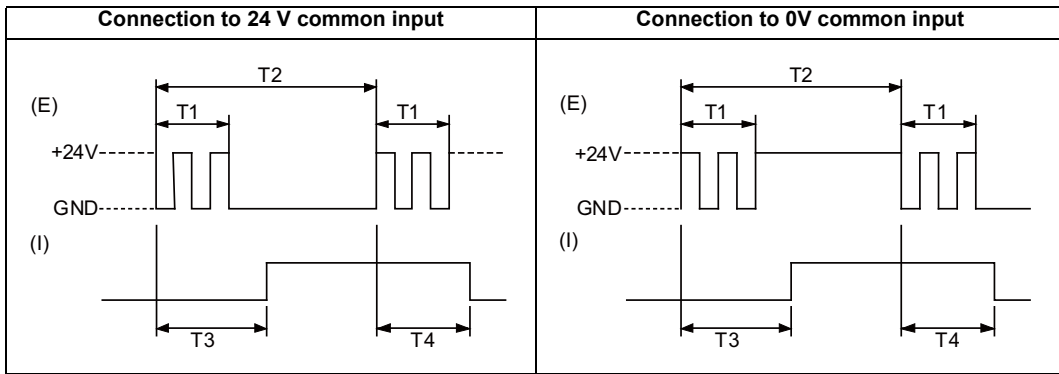 Connection to 24 V common input
Connection to 0V common input
T2
(E)
T1
T1
+24V
GND
(I)
T3
T4
T2
(E)
T1
T1
+24V
GND
(I)
T3
T4